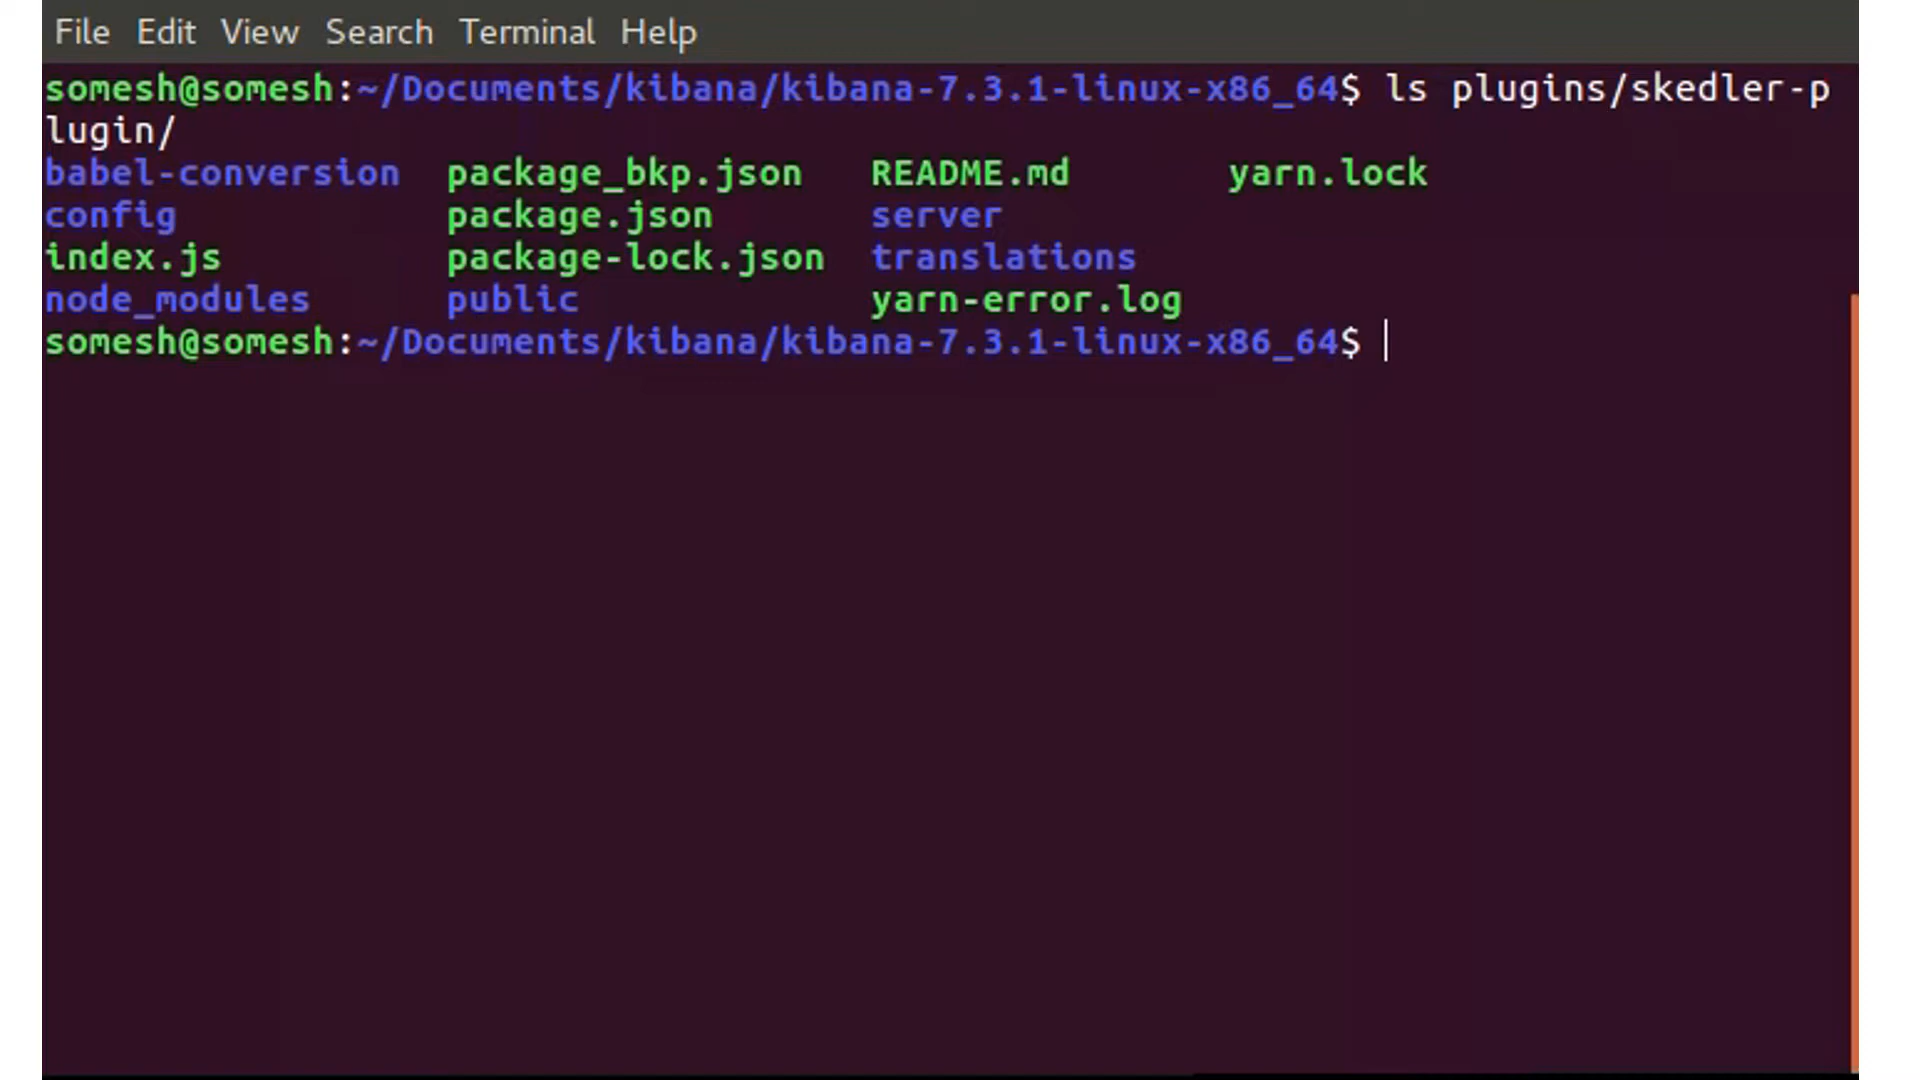 File Edit View Search Terminal Help
somesh@somesh:~/Documents/kibana/kibana-7.3.1-linux-x86_64$ ls plugins/skedler-p
lugin/
babel-conversion package_bkp.json README.md yarn.lock
config package.json server
index.js package-lock.json translations
node_modules public yarn-error.log
somesh@somesh:~/Documents/kibana/kibana-7.3.1-linux-x86_64$